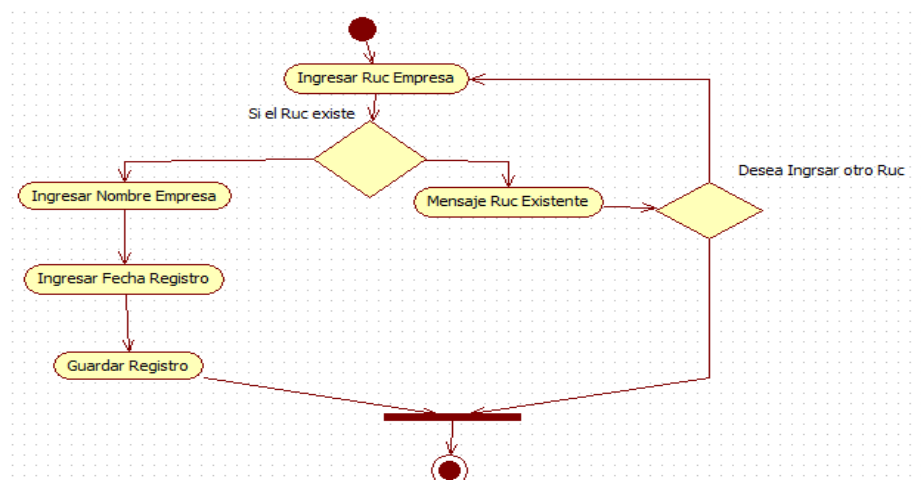 Ingresar Ruc Empresa
Si el Ruc existe
Desea Ingrsar otro Ruc
Ingresar Nombre Empresa
Mensaje Ruc Existente
Ingresar Fecha Registro
Guardar Registro